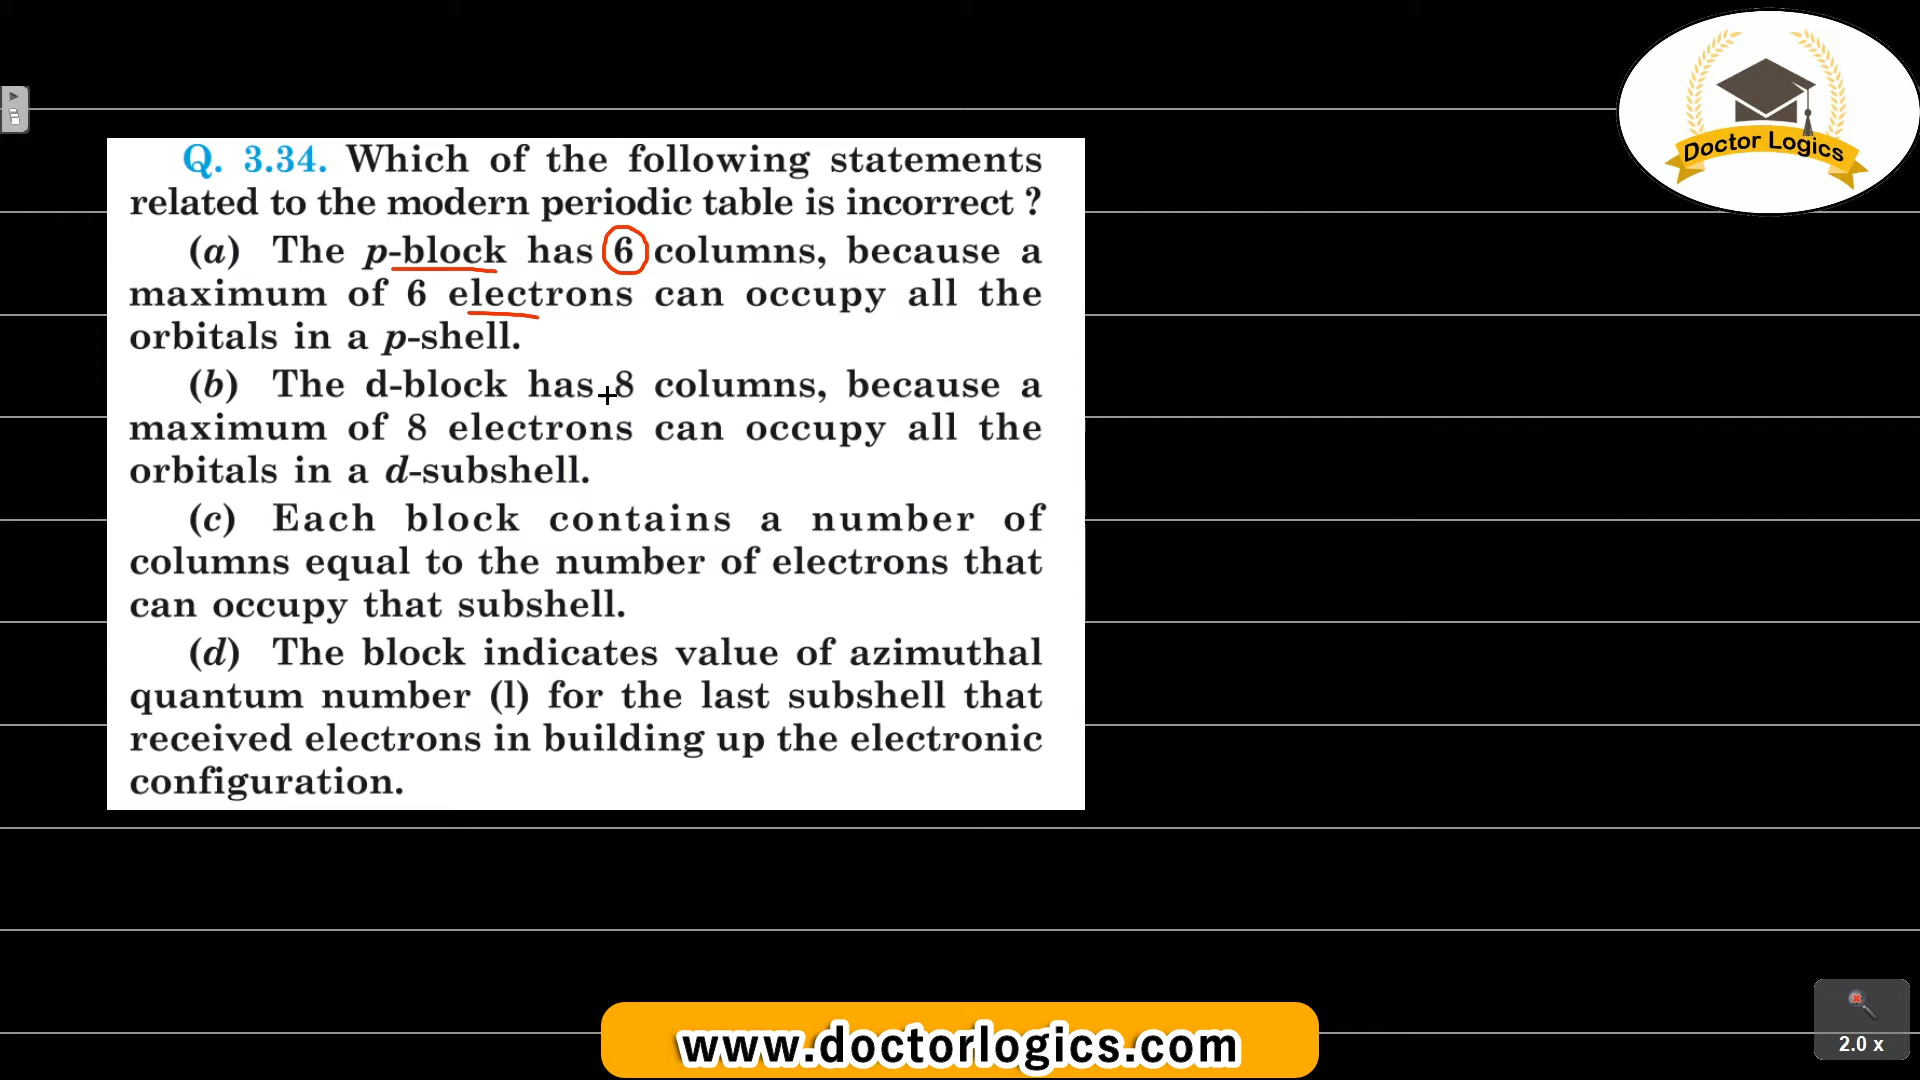 Doctor Logics
Q. 3.34. Which of the following statements
related to the modern periodic table is incorrect ?
(a) The p-block has 6 columns, because a
maximum of 6 electrons can occupy all the
orbitals in a p-shell.
(b) The d-block has 8 columns, because a
maximum of 8 electrons can occupy all the
orbitals in a d-subshell.
(c) Each block contains a number of
columns equal to the number of electrons that
can occupy that subshell.
(d) The block indicates value of azimuthal
quantum number (l) for the last subshell that
received electrons in building up the electronic
configuration.
www.doctorlogics.com
2.0 x